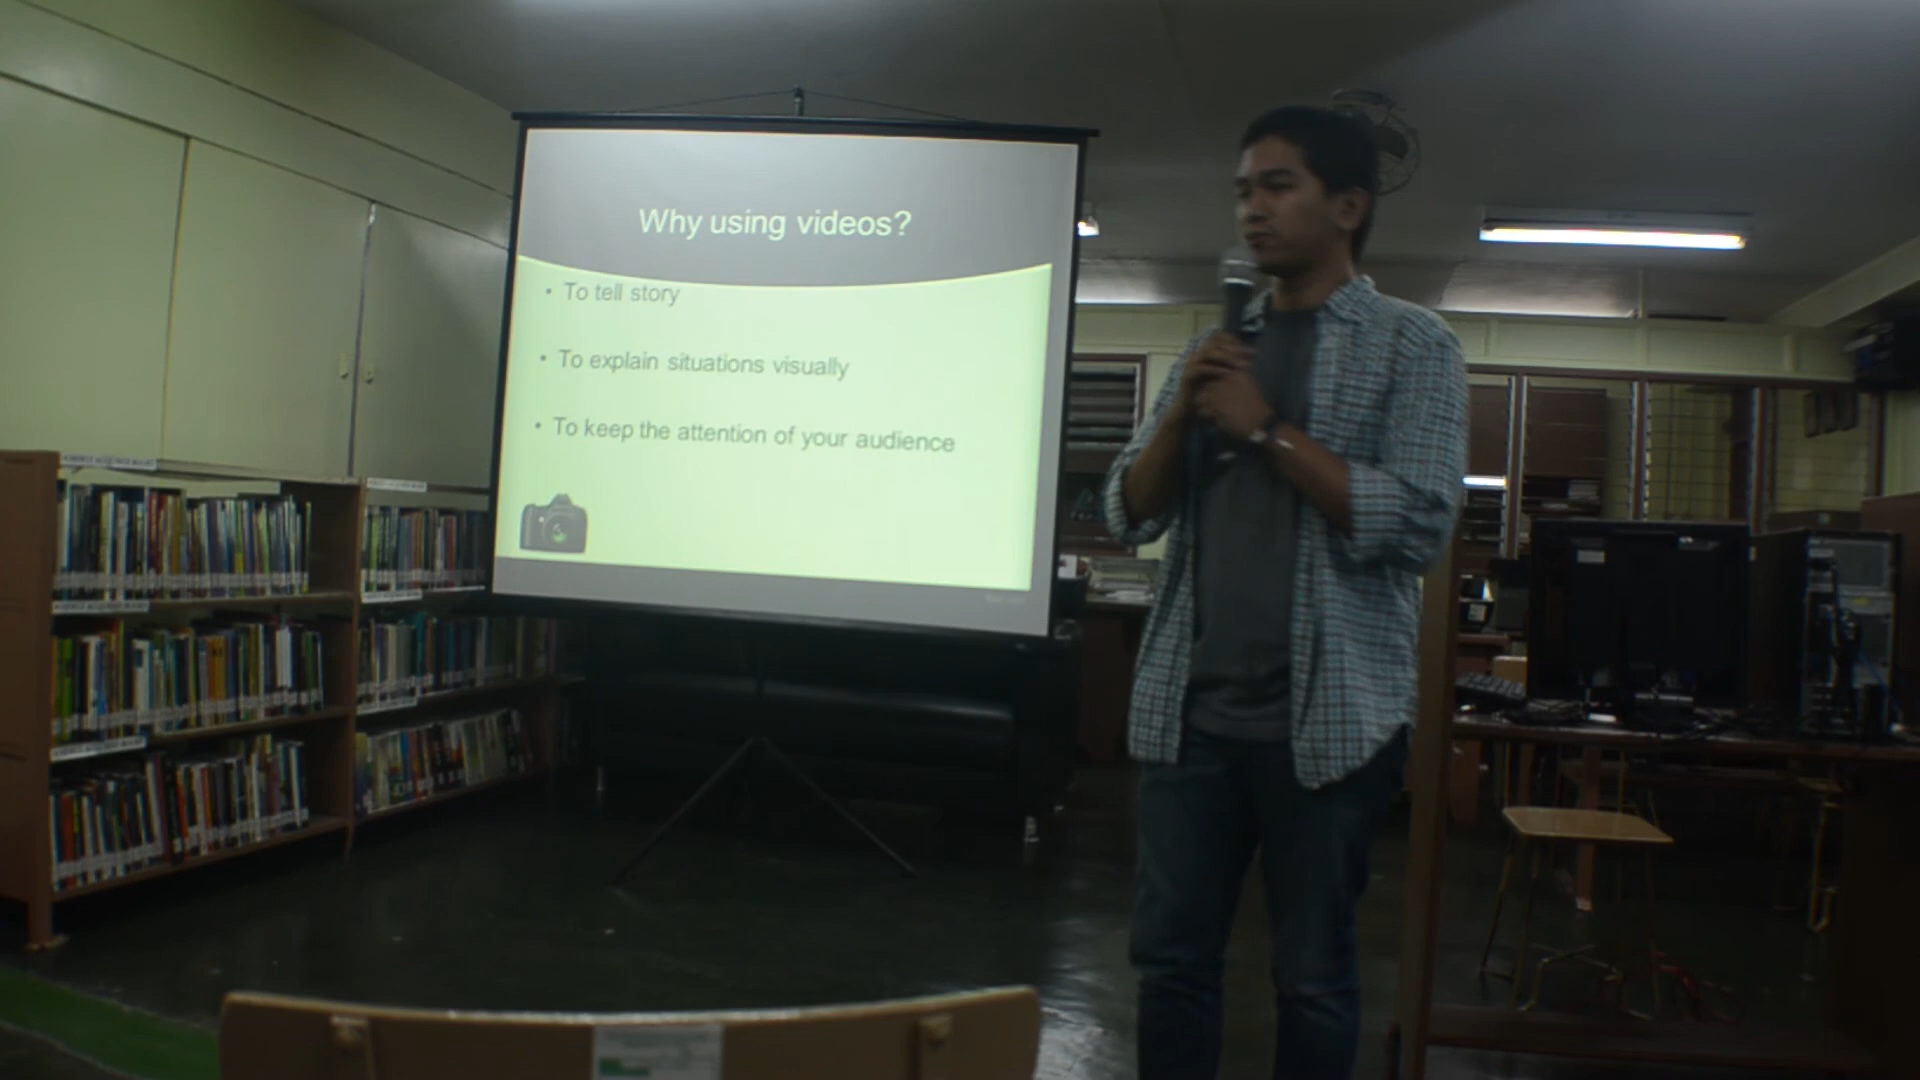 Why using videos?
• To tell story
• To explain situations visually
• To keep the attention of your audience